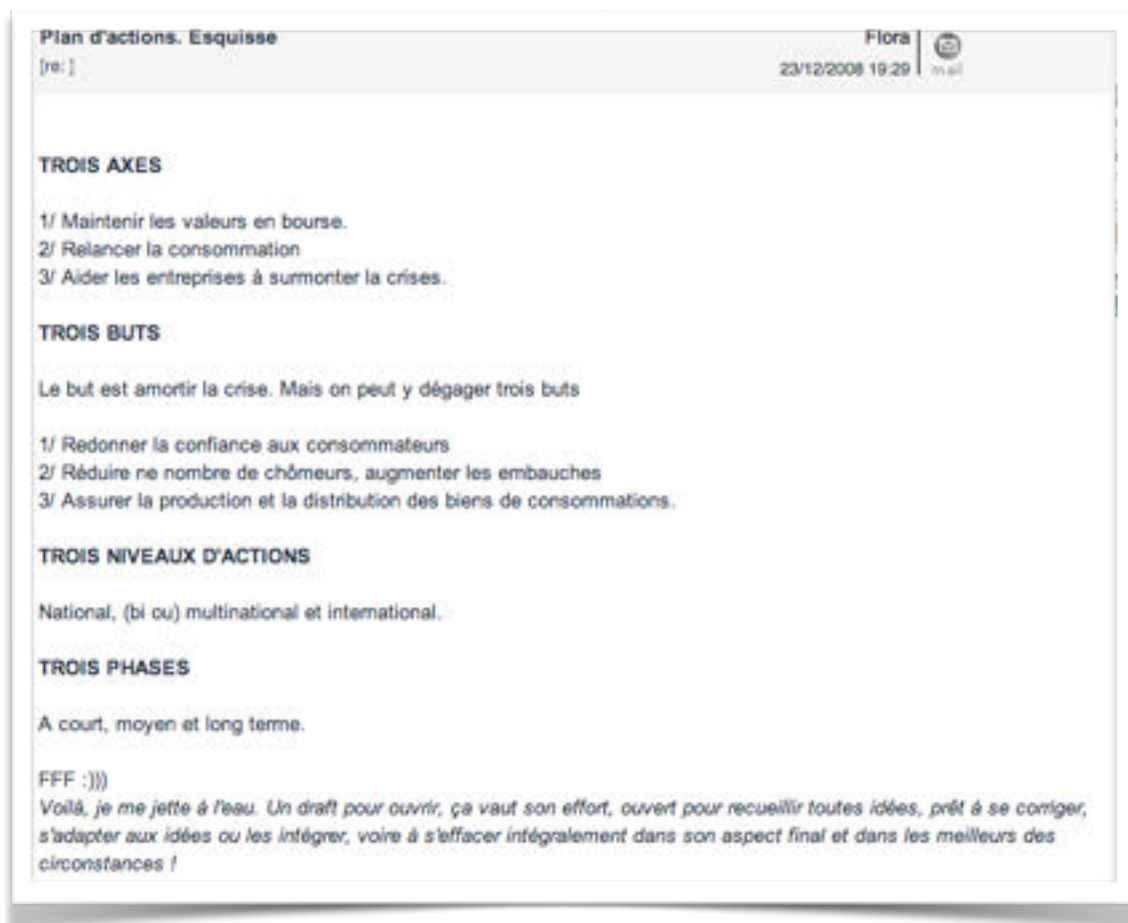 Plan d'actions. Esquisse
Flora
[re: ]
23/12/2008 19:29
mail
TROIS AXES
1/ Maintenir les valeurs en bourse.
2/ Relancer la consommation
3/ Aider les entreprises à surmonter la crises.
TROIS BUTS
Le but est amortir la crise. Mais on peut y dégager trois buts
1/ Redonner la confiance aux consommateurs
2/ Réduire ne nombre de chômeurs, augmenter les embauches
3/ Assurer la production et la distribution des biens de consommations.
TROIS NIVEAUX D'ACTIONS
National, (bi ou) multinational et international.
TROIS PHASES
A court, moyen et long terme.
FFF :)))
Voilà, je me jette à l'eau. Un draft pour ouvrir, ça vaut son effort, ouvert pour recueillir toutes idées, prêt à se corriger,
s'adapter aux idées ou les intégrer, voire à s'effacer intégralement dans son aspect final et dans les meilleurs des
circonstances !